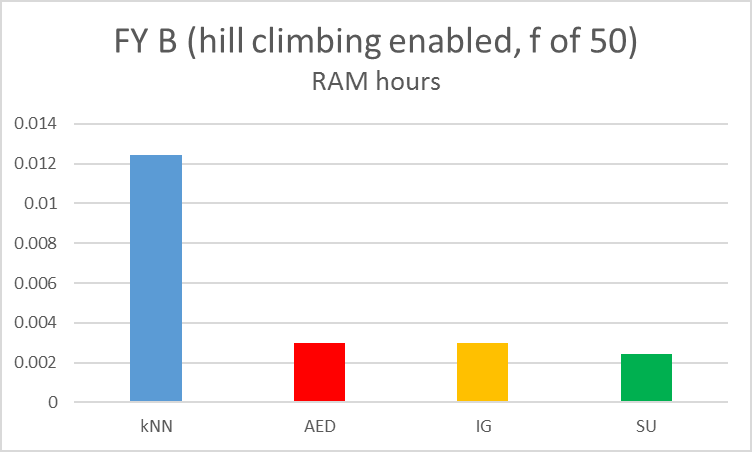 FY B (hill climbing enabled, f of 50)
RAM hours
0.014
0.012
0.01
0.008
0.006
0.004
0.002
0
kNN AED IG SU